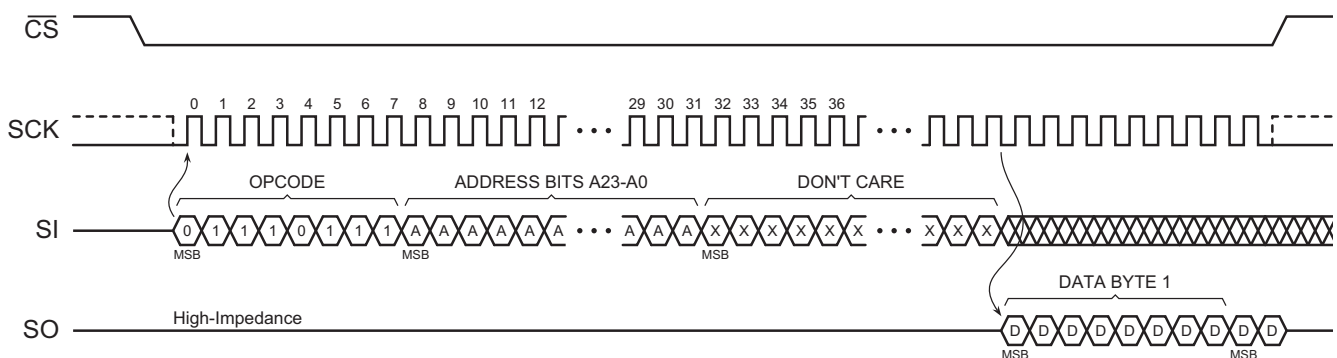 CS
0 1 2 3 4 5 6 7 8 9 10 11 12 29 30 31 32 33 34 35 36
SCK
OPCODE ADDRESS BITS A23-A0 DON'T CARE
SI 0 1 1 1 0 1 1 1 A A A A A A A A A X X X X X X X X X
MSB MSB MSB
DATA BYTE 1
High-Impedance
SO D D D D D D D D D D
MSB MSB